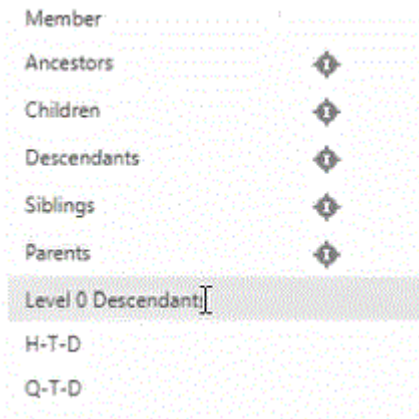 Member
Ancestors
Children
Descendants
Siblings
Parents
Level 0 Descendants
H-T-D
Q-T-D